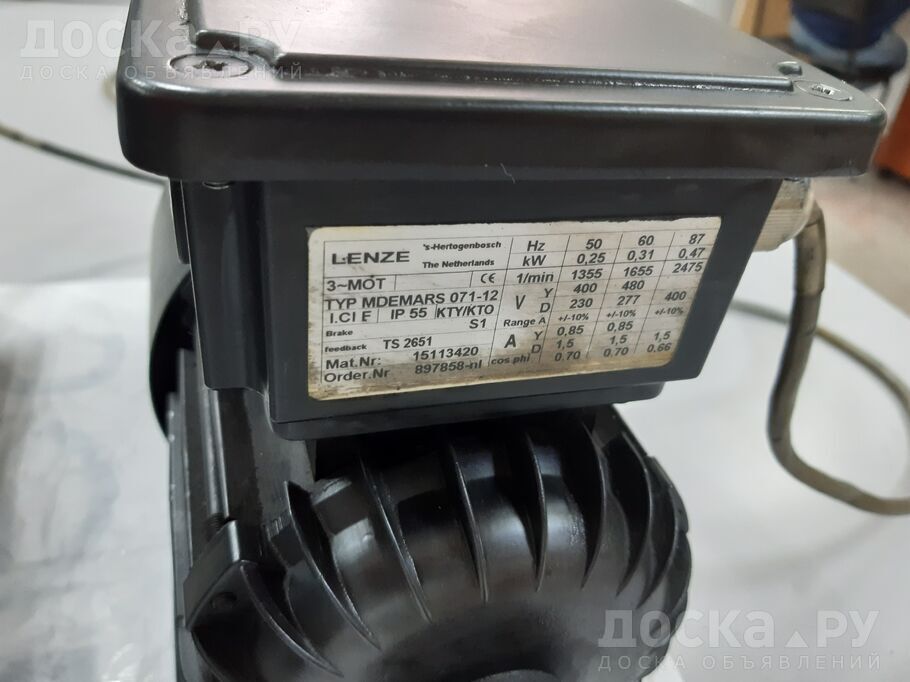 ДОСКА.РУ
ДОСКА ОБЪЯВЛЕНИЙ
LENZE 's-Hertogenbosch The Netherlands
3~MOT CE
TYP MDEMARS 071-12
I.Cl F IP 55 KTY/KTO
Brake S1
feedback TS 2651
Mat.Nr: 15113420
Order.Nr 897858-nl
Hz 50 60 87
kW 0,25 0,31 0,47
1/min 1355 1655 2475
V Y 400 480
D 230 277 400
Range A +/-10% +/-10% +/-10%
A Y 0,85 0,85
D 1,5 1,5 1,5
cos phi 0.70 0.70 0.66
ДОСКА.РУ
ДОСКА ОБЪЯВЛЕНИЙ